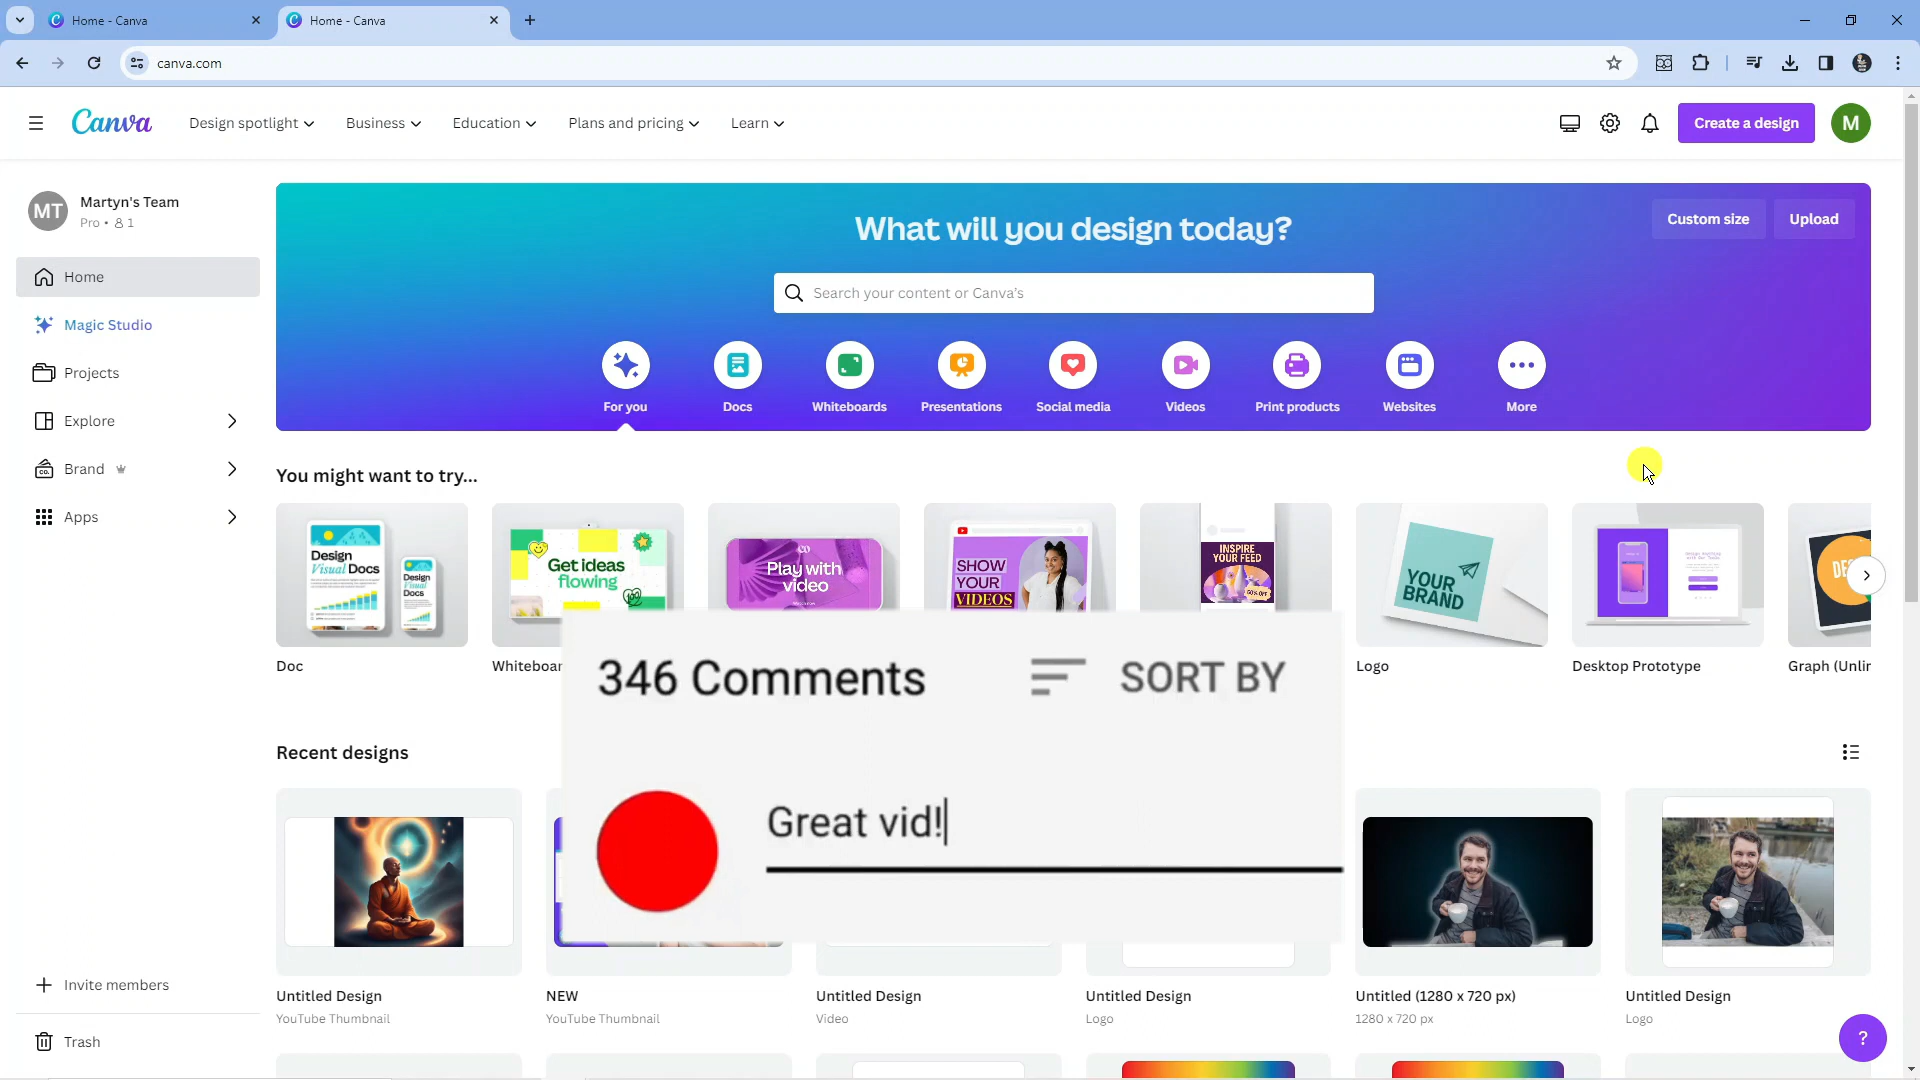 Home - Canva
Home - Canva
canva.com
Canva
Design spotlight
Business
Education
Plans and pricing
Learn
Create a design
M
MT
Martyn's Team
Pro • 1
Home
Magic Studio
Projects
Explore
Brand
Apps
Invite members
Trash
What will you design today?
Custom size
Upload
Search your content or Canva's
For you
Docs
Whiteboards
Presentations
Social media
Videos
Print products
Websites
More
You might want to try...
Design
Visual Docs
Design
Visual
Docs
Get ideas
flowing
Play with
video
SHOW
YOUR
VIDEOS
INSPIRE
YOUR FEED
50% OFF
YOUR
BRAND
DE
Doc
Whiteboar
Logo
Desktop Prototype
Graph (Unlir
346 Comments
SORT BY
Great vid!
Recent designs
Untitled Design
YouTube Thumbnail
NEW
YouTube Thumbnail
Untitled Design
Video
Untitled Design
Logo
Untitled (1280 x 720 px)
1280 x 720 px
Untitled Design
Logo
?